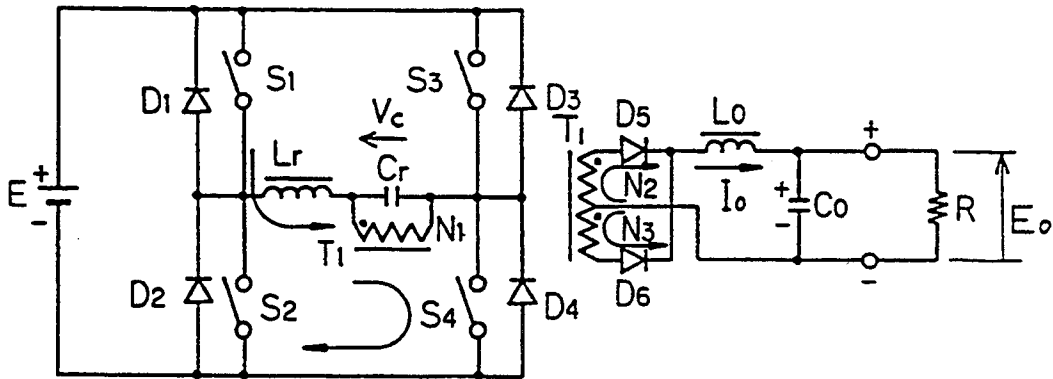 S1
S3
D1
D3
Vc
T1
D5
Lo
+
Lr
Cr
E
+
-
N2
Io
+
-
Co
R
Eo
T1
N1
N3
D2
S2
S4
D4
D6
-